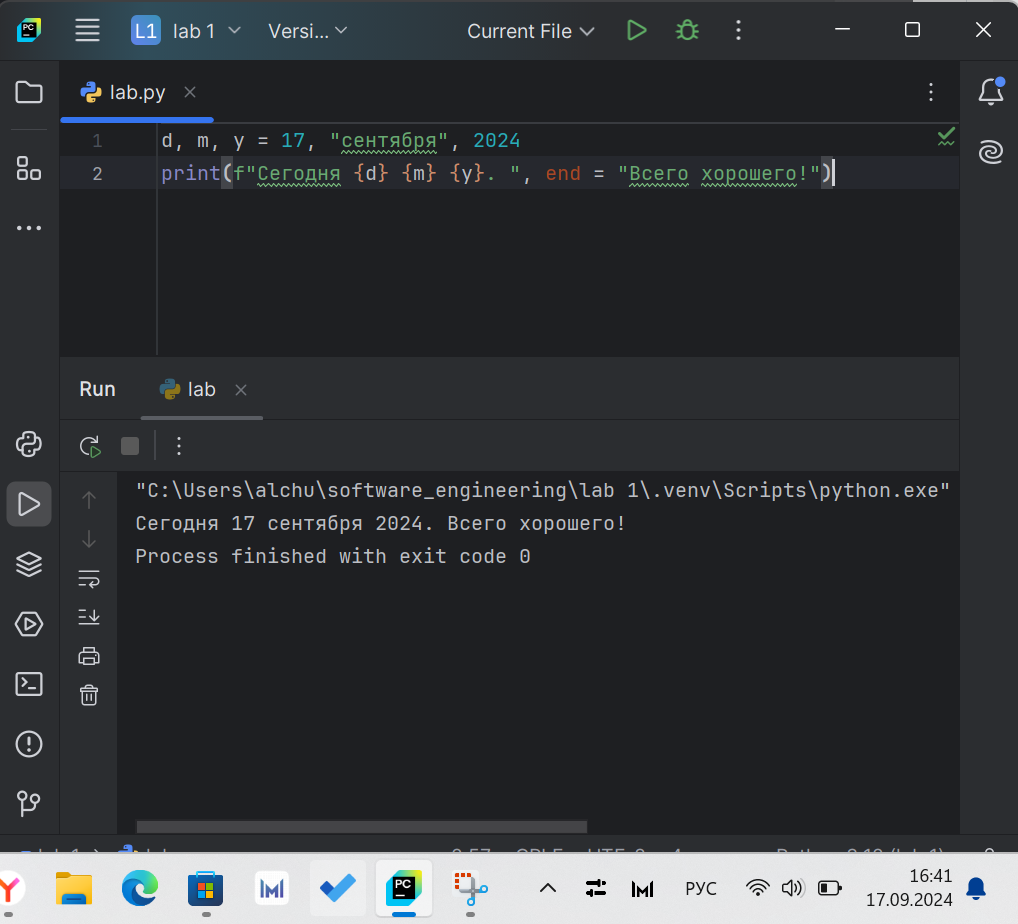 PC L1 lab 1 Versi... Current File
lab.py
1 d, m, y = 17, "сентября", 2024
2 print(f"Сегодня {d} {m} {y}. ", end = "Всего хорошего!")
Run lab
"C:\Users\alchu\software_engineering\lab 1\.venv\Scripts\python.exe"
Сегодня 17 сентября 2024. Всего хорошего!
Process finished with exit code 0
PC РУС 16:41
17.09.2024